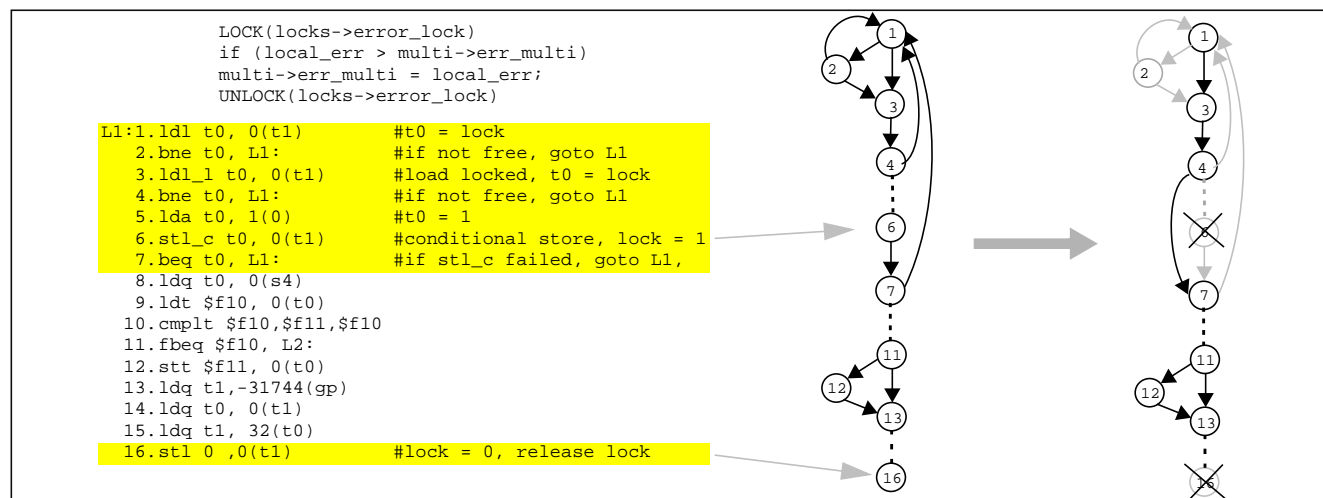 LOCK(locks->error_lock)
if (local_err > multi->err_multi)
multi->err_multi = local_err;
UNLOCK(locks->error_lock)
L1:1.ldl t0, 0(t1) #t0 = lock
2.bne t0, L1: #if not free, goto L1
3.ldl_l t0, 0(t1) #load locked, t0 = lock
4.bne t0, L1: #if not free, goto L1
5.lda t0, 1(0) #t0 = 1
6.stl_c t0, 0(t1) #conditional store, lock = 1
7.beq t0, L1: #if stl_c failed, goto L1,
8.ldq t0, 0(s4)
9.ldt $f10, 0(t0)
10.cmplt $f10,$f11,$f10
11.fbeq $f10, L2:
12.stt $f11, 0(t0)
13.ldq t1,-31744(gp)
14.ldq t0, 0(t1)
15.ldq t1, 32(t0)
16.stl 0 ,0(t1) #lock = 0, release lock
1
2
3
4
6
7
11
12
13
16
1
2
3
4
6
7
11
12
13
16